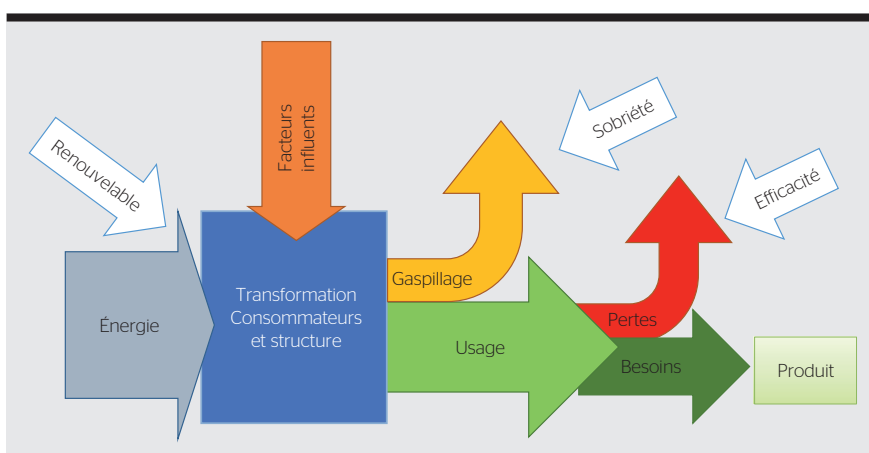 Renouvelable
Facteurs
influents
Sobriété
Efficacité
Énergie
Transformation
Consommateurs
et structure
Gaspillage
Usage
Pertes
Besoins
Produit